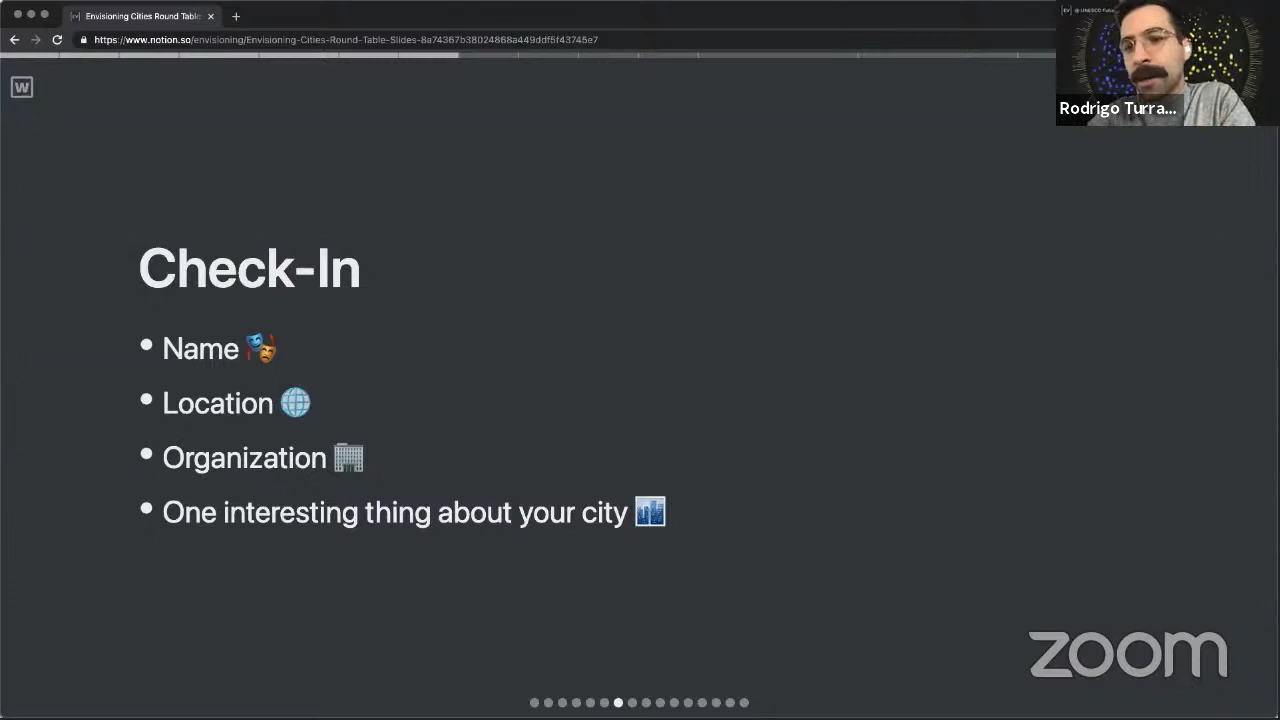 Envisioning Cities Round Table
https://www.notion.so/envisioning/Envisioning-Cities-Round-Table-Slides-8a74367b38024868a449ddf5f43745e7
W
Rodrigo Turra...
Check-In
• Name
• Location
• Organization
• One interesting thing about your city
zoom